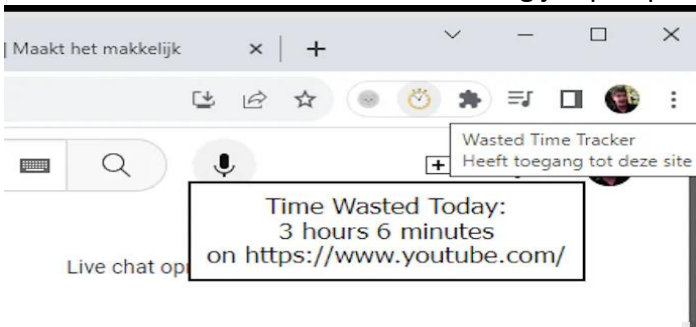 | Maakt het makkelijk
Wasted Time Tracker
Heeft toegang tot deze site
Time Wasted Today:
3 hours 6 minutes
on https://www.youtube.com/
Live chat op